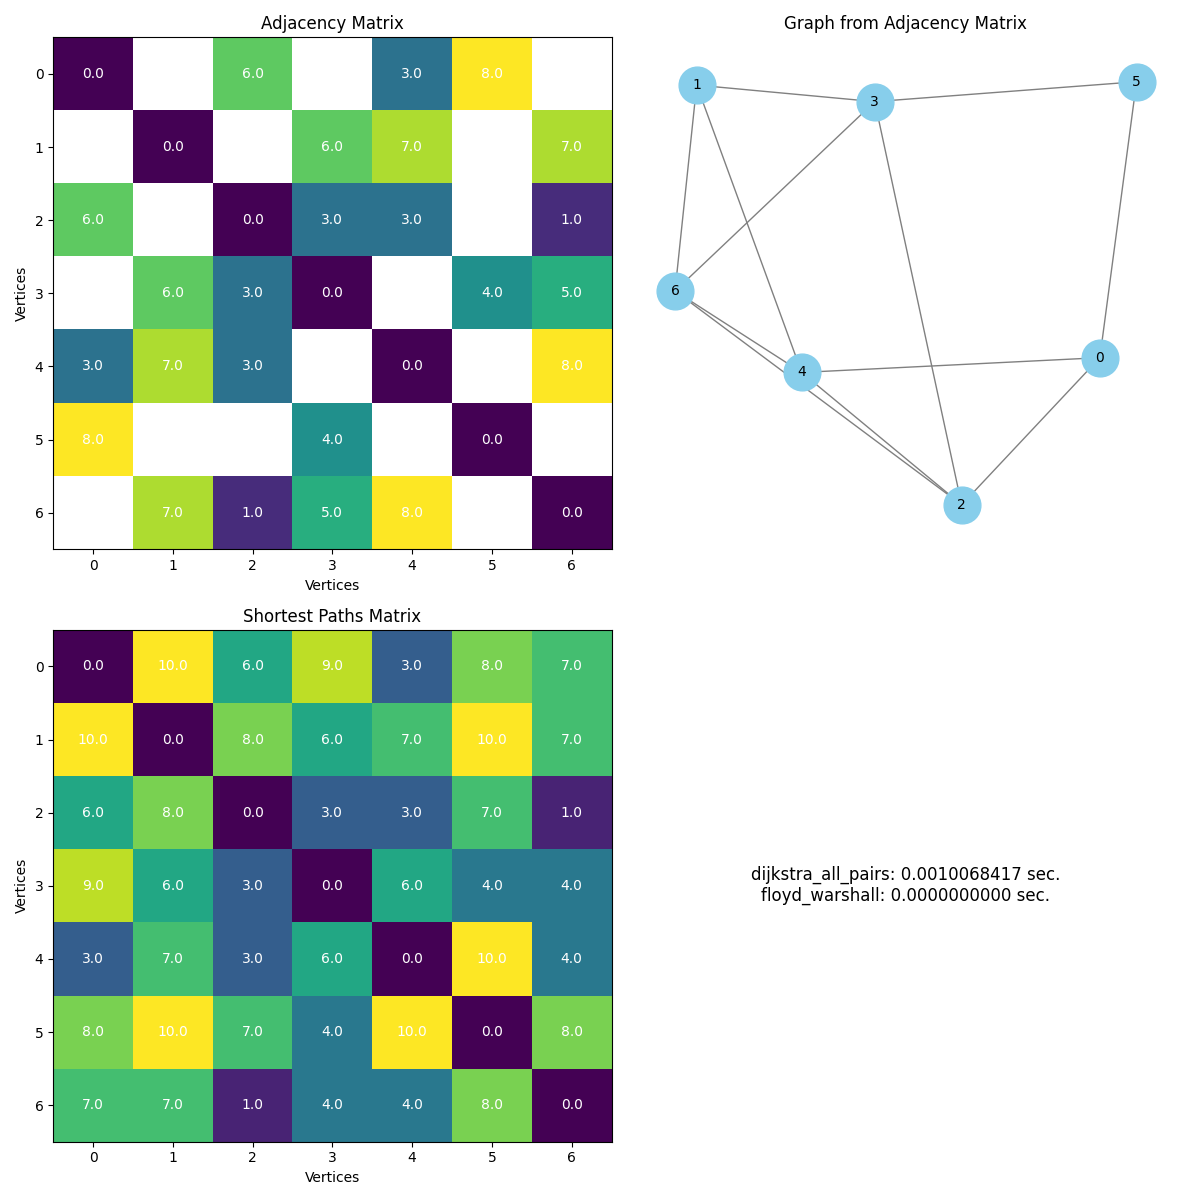 Adjacency Matrix
0 0.0 6.0 3.0 8.0
1 0.0 6.0 7.0 7.0
2 6.0 0.0 3.0 3.0 1.0
3 6.0 3.0 0.0 4.0 5.0
4 3.0 7.0 3.0 0.0 8.0
5 8.0 4.0 0.0
6 7.0 1.0 5.0 8.0 0.0
0 1 2 3 4 5 6
Vertices
Vertices
Graph from Adjacency Matrix
1
3
5
6
4
0
2
Shortest Paths Matrix
0 0.0 10.0 6.0 9.0 3.0 8.0 7.0
1 10.0 0.0 8.0 6.0 7.0 10.0 7.0
2 6.0 8.0 0.0 3.0 3.0 7.0 1.0
3 9.0 6.0 3.0 0.0 6.0 4.0 4.0
4 3.0 7.0 3.0 6.0 0.0 10.0 4.0
5 8.0 10.0 7.0 4.0 10.0 0.0 8.0
6 7.0 7.0 1.0 4.0 4.0 8.0 0.0
0 1 2 3 4 5 6
Vertices
Vertices
dijkstra_all_pairs: 0.0010068417 sec.
floyd_warshall: 0.0000000000 sec.